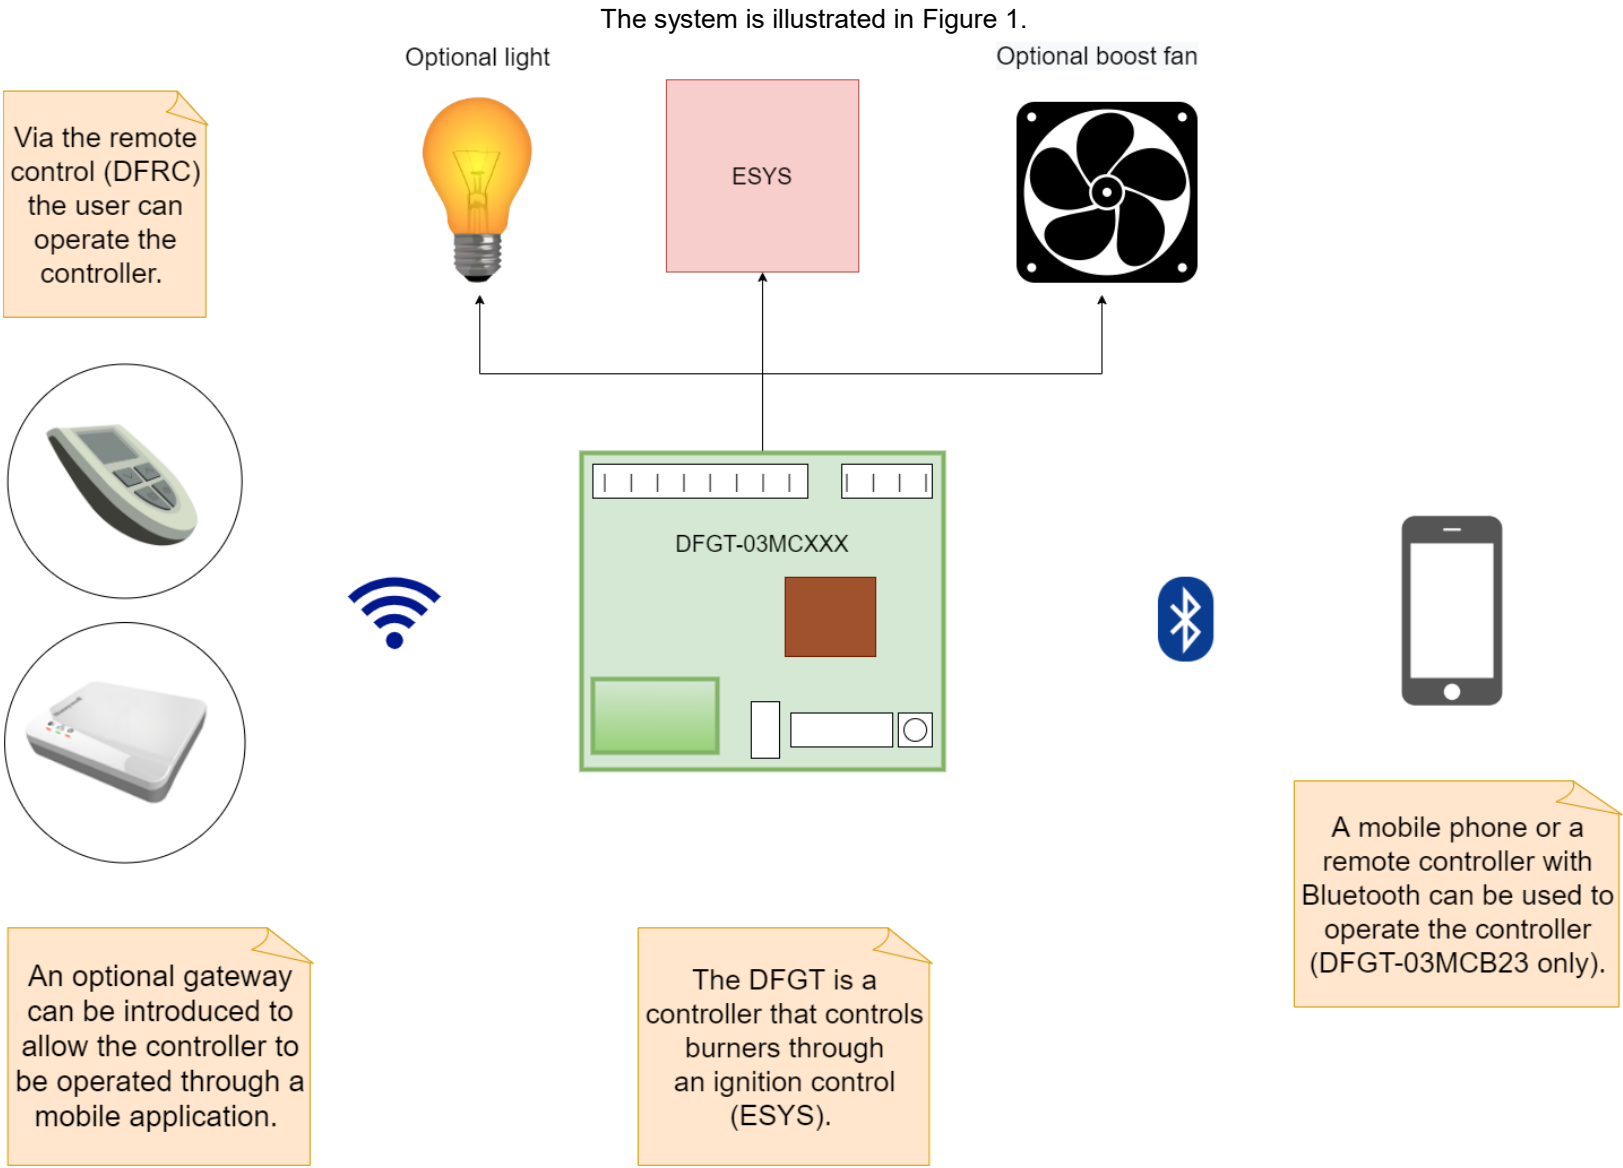 The system is illustrated in Figure 1.
Optional light
Optional boost fan
Via the remote
control (DFRC)
the user can
operate the
controller.
ESYS
DFGT-03MCXXX
A mobile phone or a
remote controller with
Bluetooth can be used to
operate the controller
(DFGT-03MCB23 only).
An optional gateway
can be introduced to
allow the controller to
be operated through a
mobile application.
The DFGT is a
controller that controls
burners through
an ignition control
(ESYS).